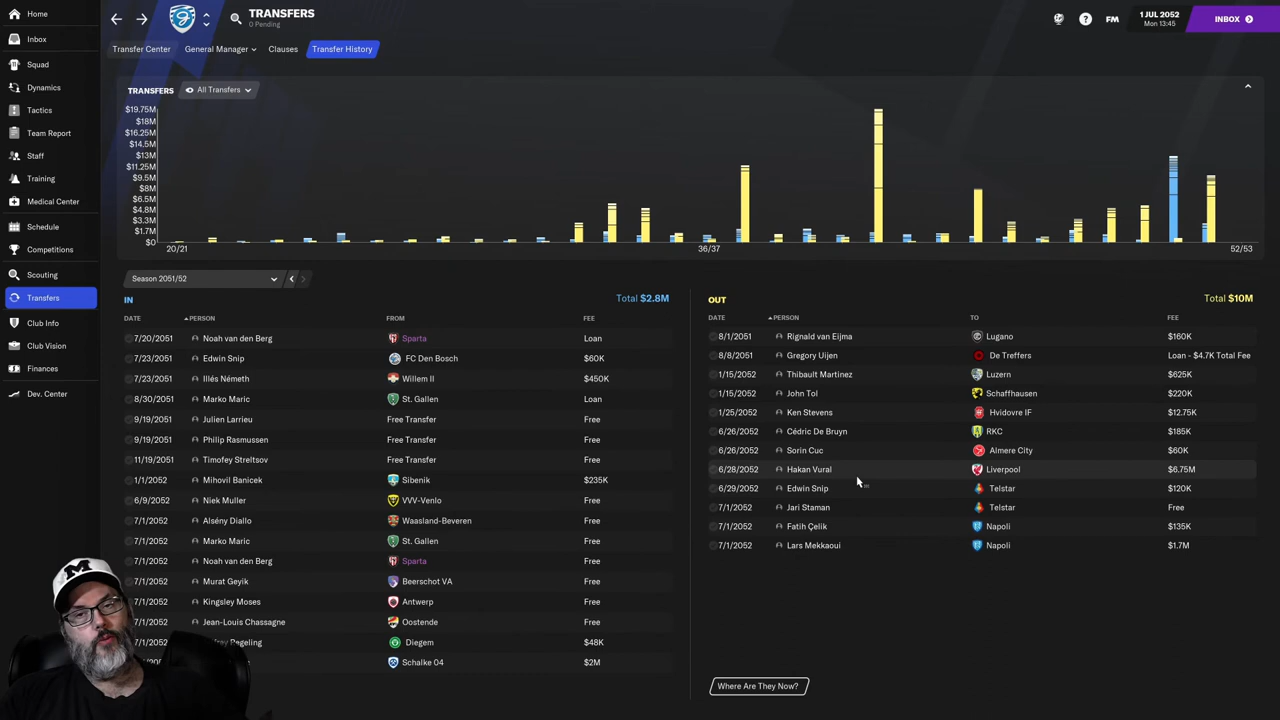 Home
TRANSFERS
0 Pending
FM
1 JUL 2052
Mon 13:45
INBOX
Inbox
Transfer Center
General Manager
Clauses
Transfer History
Squad
Dynamics
Tactics
Team Report
Staff
Training
Medical Center
Schedule
Competitions
Scouting
Transfers
Club Info
Club Vision
Finances
Dev. Center
TRANSFERS
All Transfers
$19.75M
$18M
$16.25M
$14.5M
$13M
$11.25M
$9.5M
$8M
$6.5M
$4.8M
$3.3M
$1.7M
$0
20/21
36/37
52/53
Season 2051/52
IN
Total $2.8M
DATE PERSON FROM FEE
7/20/2051 Noah van den Berg Sparta Loan
7/23/2051 Edwin Snip FC Den Bosch $60K
7/23/2051 Illés Németh Willem II $450K
8/30/2051 Marko Maric St. Gallen Loan
9/19/2051 Julien Larrieu Free Transfer Free
9/19/2051 Philip Rasmussen Free Transfer Free
11/19/2051 Timofey Streltsov Free Transfer Free
1/1/2052 Mihovil Banicek Sibenik $235K
6/9/2052 Niek Muller VVV-Venlo Free
7/1/2052 Alsény Diallo Waasland-Beveren Free
7/1/2052 Marko Maric St. Gallen Free
7/1/2052 Noah van den Berg Sparta Free
7/1/2052 Murat Geyik Beerschot VA Free
7/1/2052 Kingsley Moses Antwerp Free
7/1/2052 Jean-Louis Chassagne Oostende Free
7/1/2052 Regeling Diegem $48K
Schalke 04 $2M
OUT
Total $10M
DATE PERSON TO FEE
8/1/2051 Rignald van Eijma Lugano $160K
8/8/2051 Gregory Uijen De Treffers Loan - $4.7K Total Fee
1/15/2052 Thibault Martinez Luzern $625K
1/15/2052 John Tol Schaffhausen $220K
1/25/2052 Ken Stevens Hvidovre IF $12.75K
6/26/2052 Cédric De Bruyn RKC $185K
6/26/2052 Sorin Cuc Almere City $60K
6/28/2052 Hakan Vural Liverpool $6.75M
6/29/2052 Edwin Snip Telstar $120K
7/1/2052 Jari Staman Telstar Free
7/1/2052 Fatih Çelik Napoli $135K
7/1/2052 Lars Mekkaoui Napoli $1.7M
Where Are They Now?